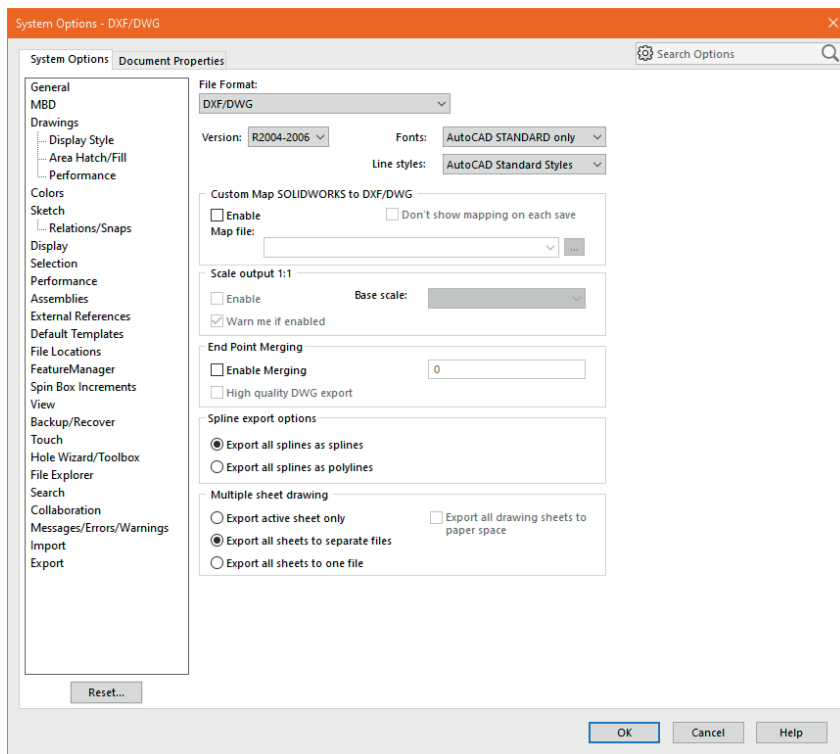 System Options - DXF/DWG
System Options
Document Properties
Search Options
General
MBD
Drawings
Display Style
Area Hatch/Fill
Performance
Colors
Sketch
Relations/Snaps
Display
Selection
Performance
Assemblies
External References
Default Templates
File Locations
FeatureManager
Spin Box Increments
View
Backup/Recover
Touch
Hole Wizard/Toolbox
File Explorer
Search
Collaboration
Messages/Errors/Warnings
Import
Export
Reset...
File Format:
DXF/DWG
Version: R2004-2006
Fonts: AutoCAD STANDARD only
Line styles: AutoCAD Standard Styles
Custom Map SOLIDWORKS to DXF/DWG
Enable
Don't show mapping on each save
Map file:
...
Scale output 1:1
Enable
Base scale:
Warn me if enabled
End Point Merging
Enable Merging
0
High quality DWG export
Spline export options
Export all splines as splines
Export all splines as polylines
Multiple sheet drawing
Export active sheet only
Export all drawing sheets to
paper space
Export all sheets to separate files
Export all sheets to one file
OK
Cancel
Help